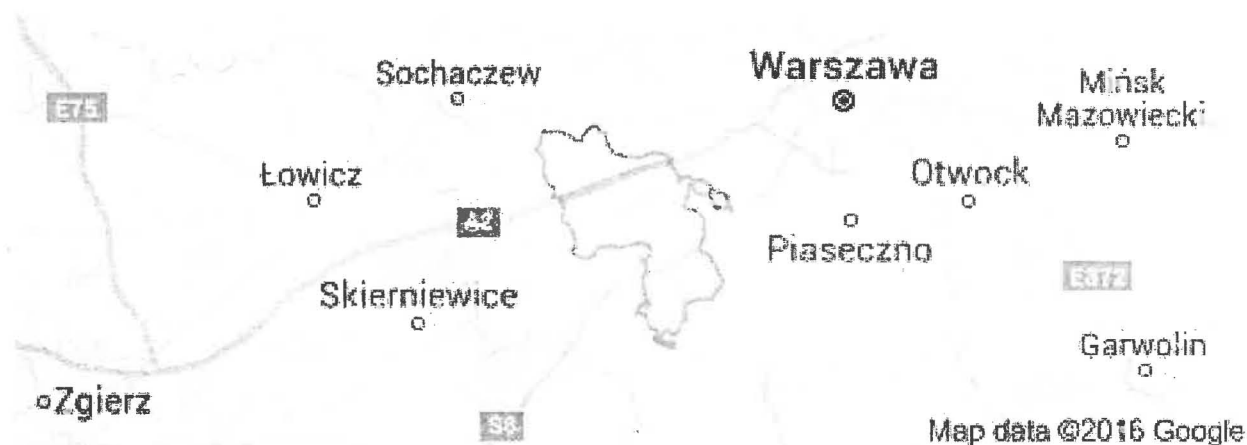 Warszawa
Sochaczew
Mińsk
Mazowiecki
E75
Łowicz
Otwock
A2
Piaseczno
E372
Skierniewice
Garwolin
Zgierz
S8
Map data ©2016 Google